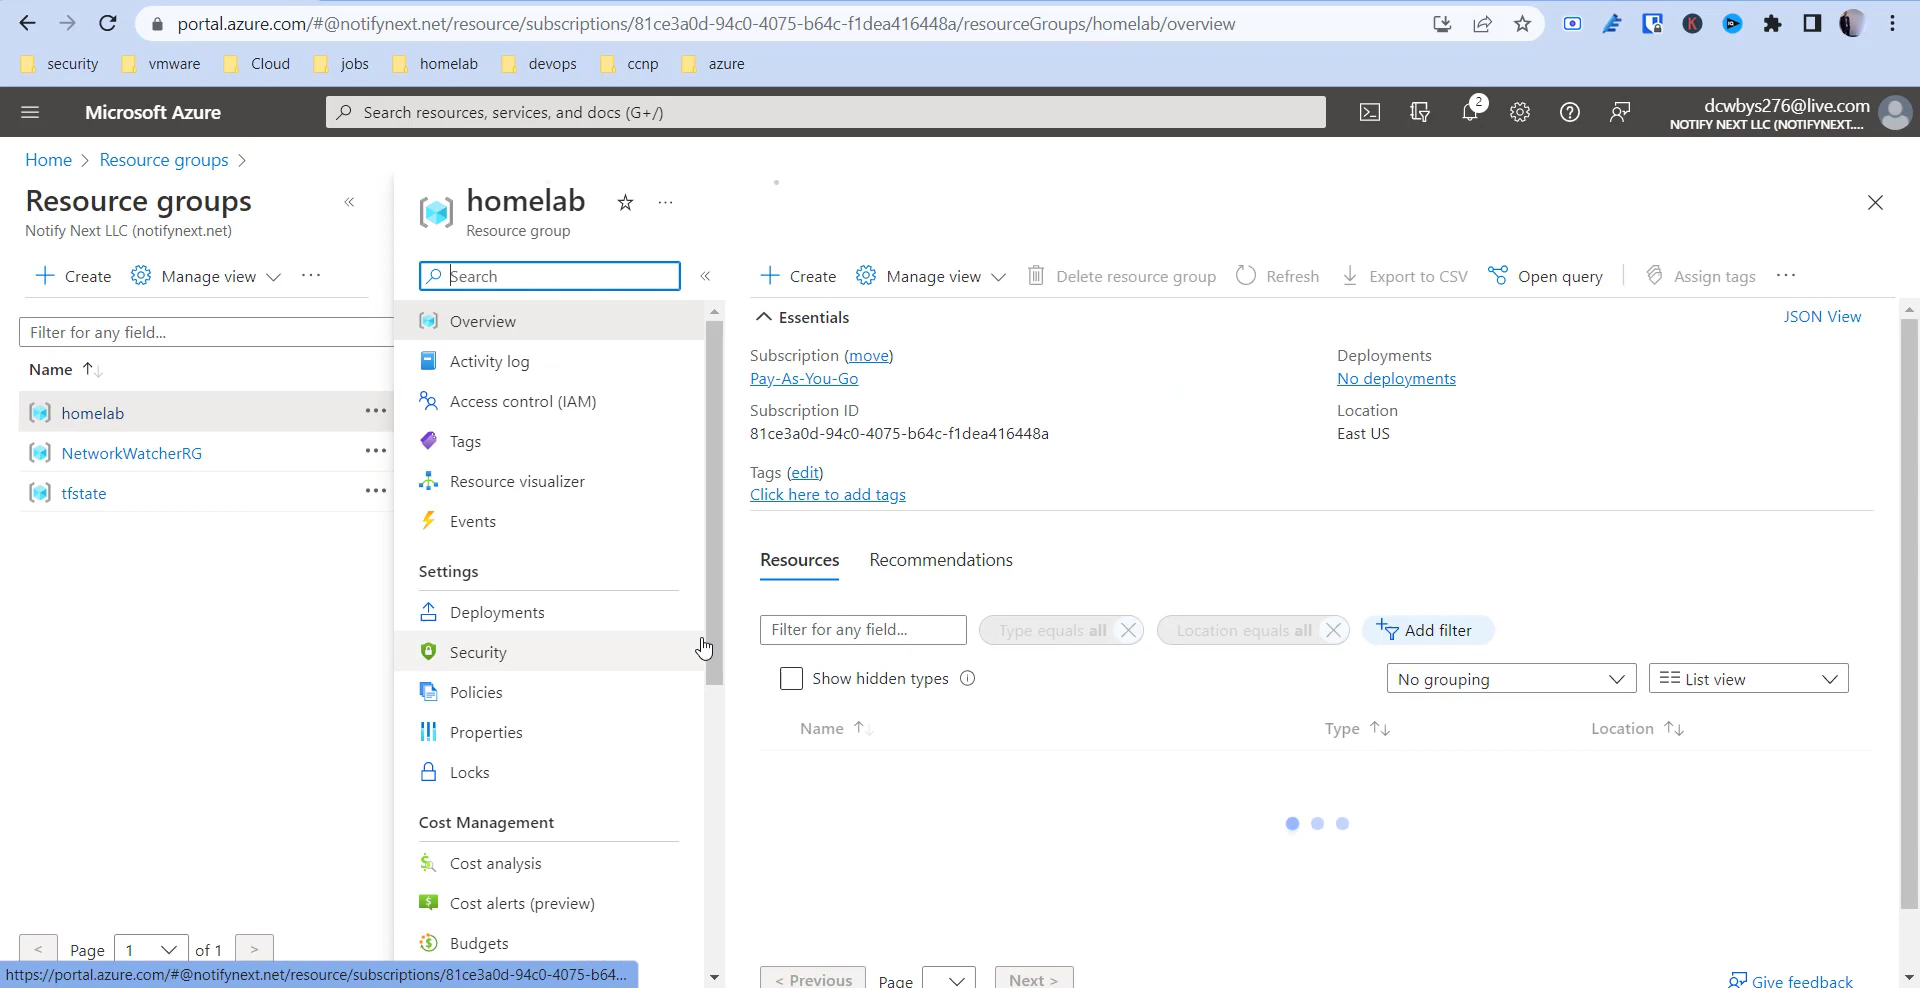 portal.azure.com/#@notifynext.net/resource/subscriptions/81ce3a0d-94c0-4075-b64c-f1dea416448a/resourceGroups/homelab/overview
security vmware Cloud jobs homelab devops ccnp azure
Microsoft Azure
Search resources, services, and docs (G+/)
2
dcwbys276@live.com
NOTIFY NEXT LLC (NOTIFYNEXT....
Home > Resource groups >
Resource groups
Notify Next LLC (notifynext.net)
+ Create Manage view ...
Filter for any field...
Name
homelab
NetworkWatcherRG
tfstate
< Page 1 of 1 >
https://portal.azure.com/#@notifynext.net/resource/subscriptions/81ce3a0d-94c0-4075-b64...
homelab
Resource group
Search
Overview
Activity log
Access control (IAM)
Tags
Resource visualizer
Events
Settings
Deployments
Security
Policies
Properties
Locks
Cost Management
Cost analysis
Cost alerts (preview)
Budgets
+ Create Manage view Delete resource group Refresh Export to CSV Open query Assign tags ...
Essentials
JSON View
Subscription (move)
Pay-As-You-Go
Subscription ID
81ce3a0d-94c0-4075-b64c-f1dea416448a
Tags (edit)
Click here to add tags
Deployments
No deployments
Location
East US
Resources Recommendations
Filter for any field... Type equals all Location equals all Add filter
Show hidden types No grouping List view
Name Type Location
< Previous Page Next >
Give feedback